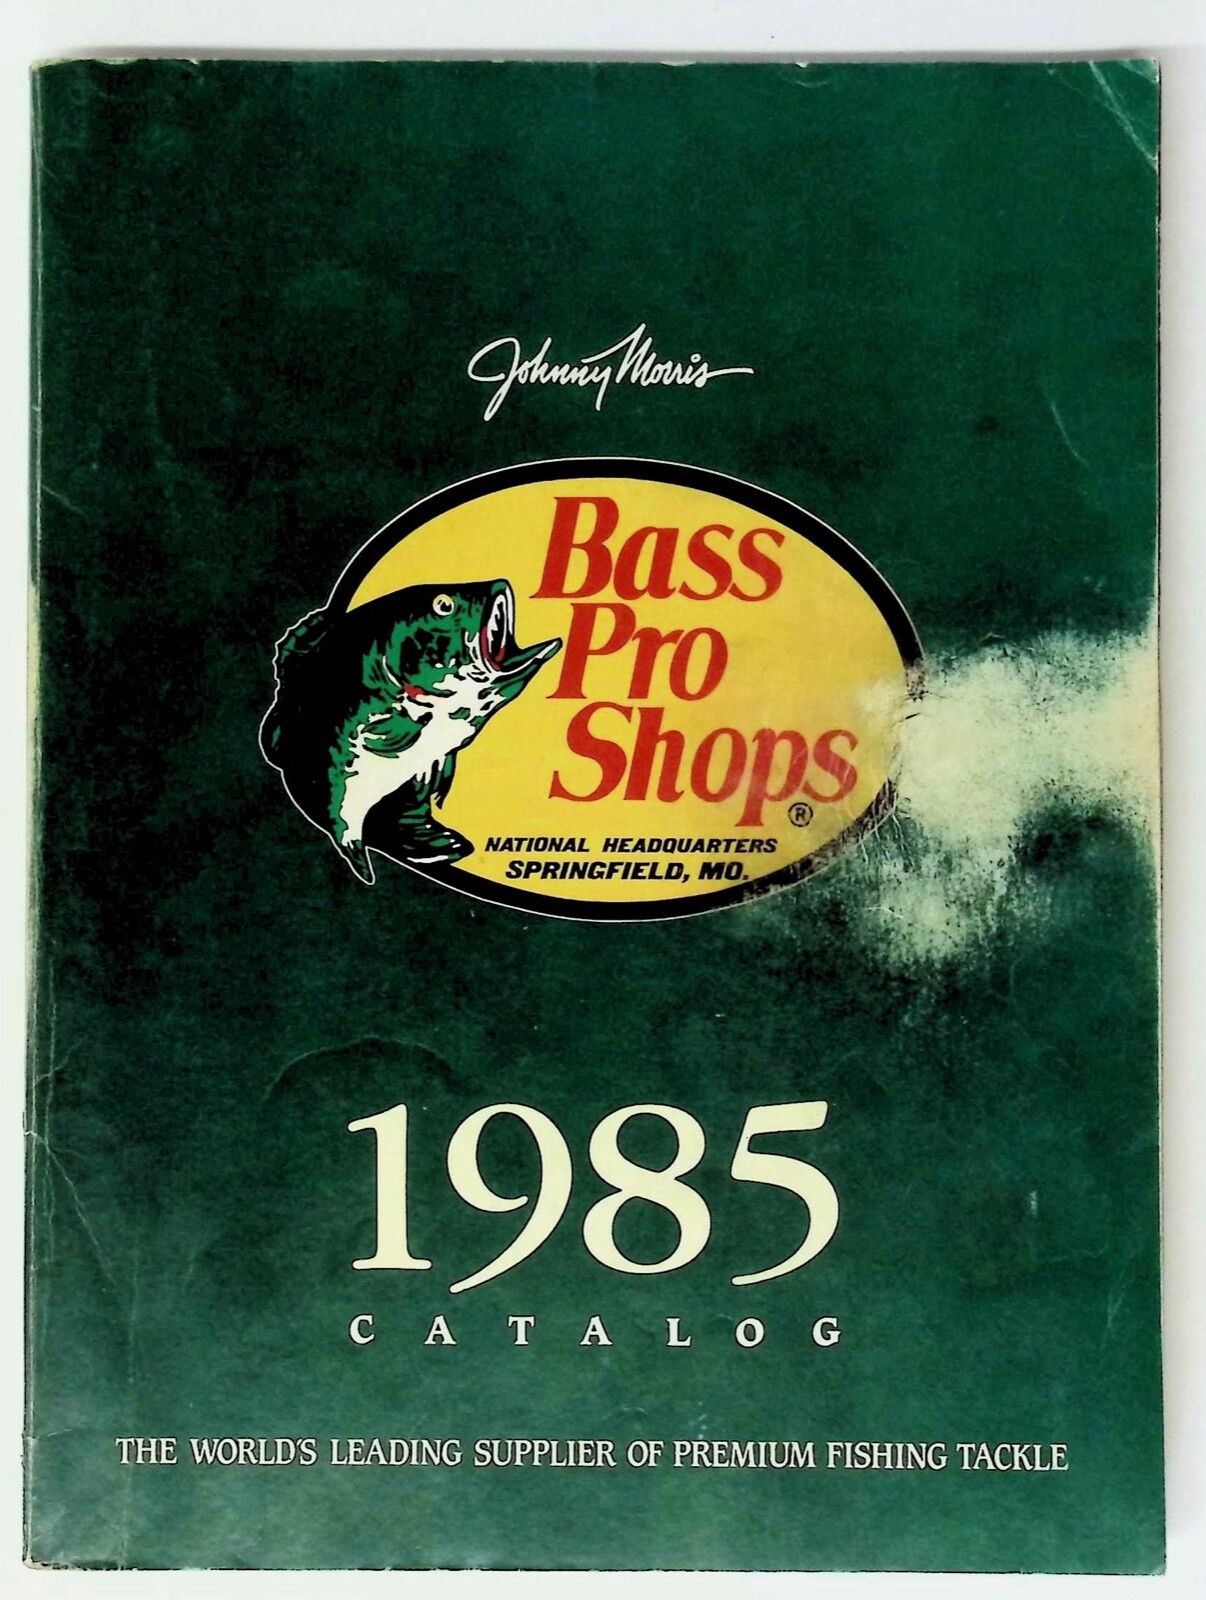 Johnny Morris
Bass
Pro
Shops
®
NATIONAL HEADQUARTERS
SPRINGFIELD, MO.
1985
CATALOG
THE WORLD'S LEADING SUPPLIER OF PREMIUM FISHING TACKLE